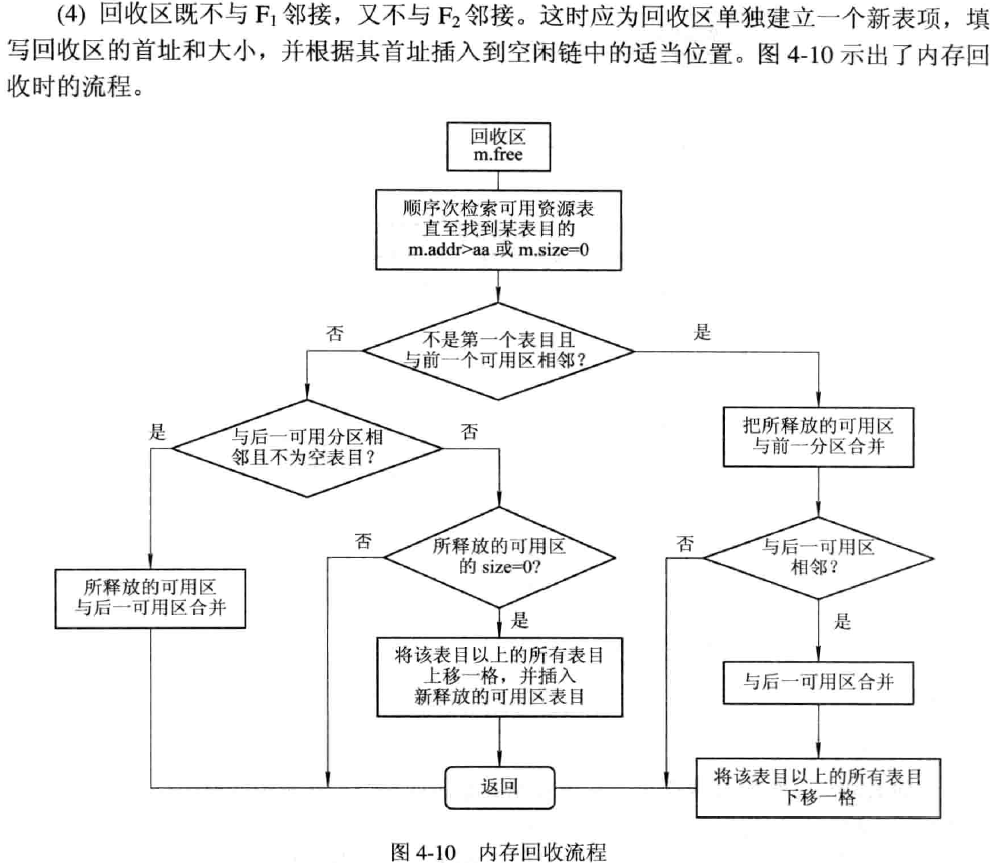 (4) 回收区既不与 F₁ 邻接，又不与 F₂ 邻接。这时应为回收区单独建立一个新表项，填
写回收区的首址和大小，并根据其首址插入到空闲链中的适当位置。图 4-10 示出了内存回
收时的流程。
回收区
m.free
顺序次检索可用资源表
直至找到某表目的
m.addr>aa 或 m.size=0
否
不是第一个表目且
与前一个可用区相邻？
是
是
与后一可用分区相
邻且不为空表目？
否
把所释放的可用区
与前一分区合并
否
所释放的可用区
的 size=0?
否
与后一可用区
相邻？
所释放的可用区
与后一可用区合并
是
是
将该表目以上的所有表目
上移一格，并插入
新释放的可用区表目
与后一可用区合并
返回
将该表目以上的所有表目
下移一格
图 4-10 内存回收流程